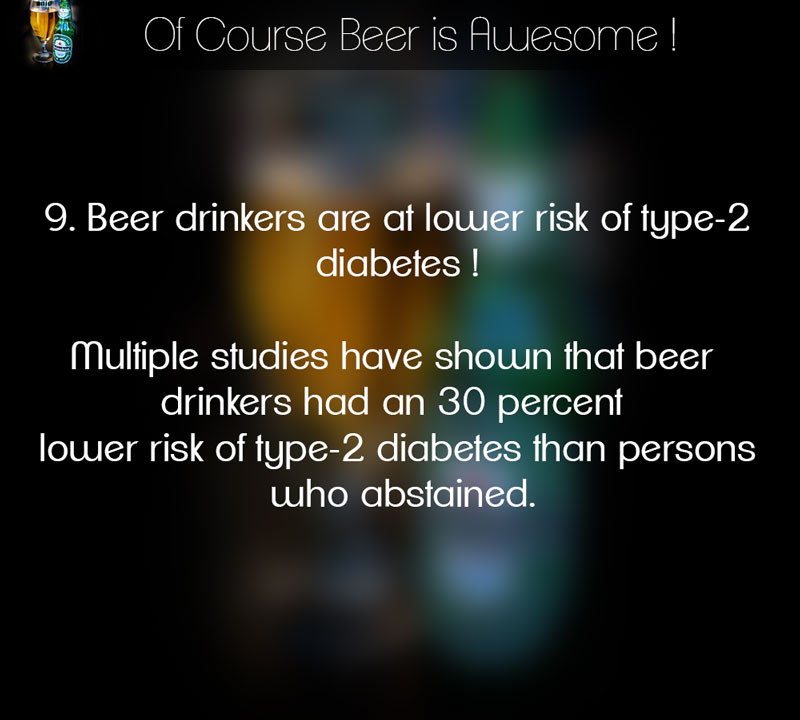 Of Course Beer is Awesome !
9. Beer drinkers are at lower risk of type-2
diabetes !
Multiple studies have shown that beer
drinkers had an 30 percent
lower risk of type-2 diabetes than persons
who abstained.